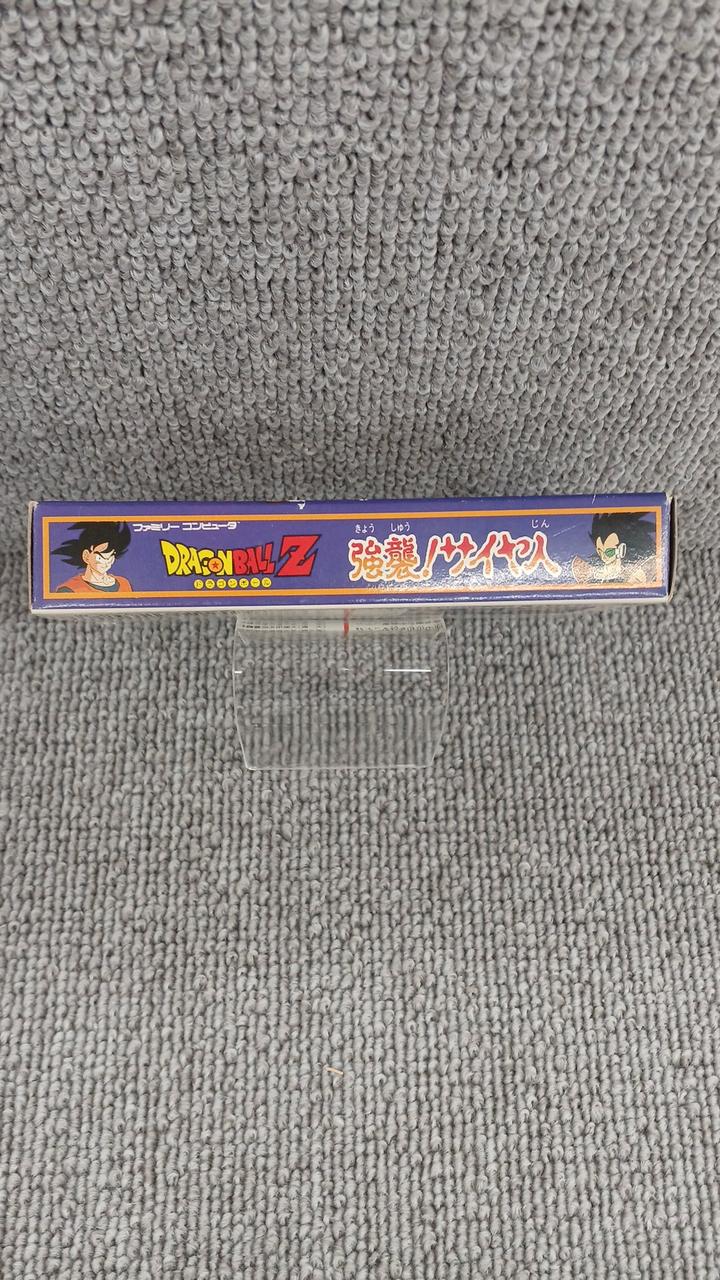 ファミリー コンピュータ
DRAGON BALL Z
ドラゴンボール
きょう しゅう じん
強襲!サイヤ人